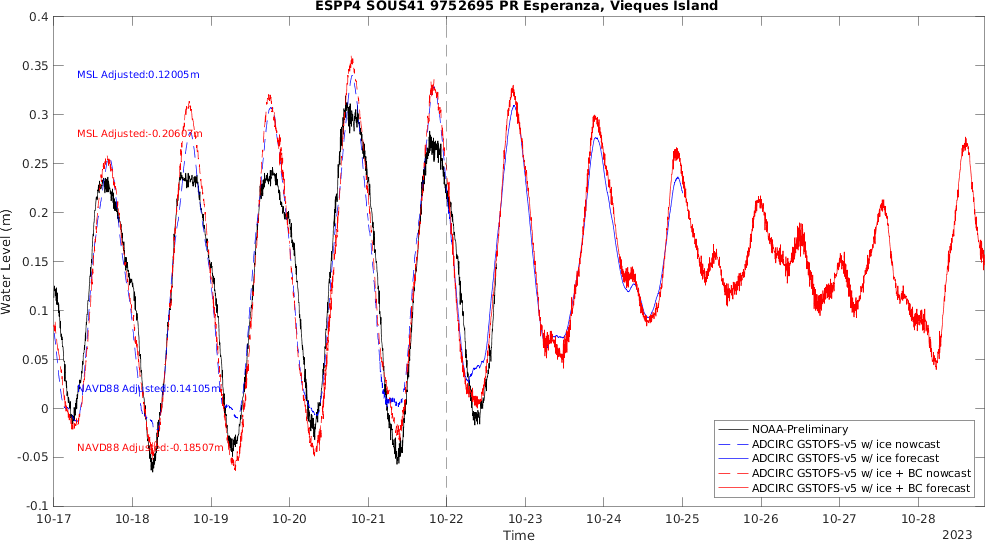 ESPP4 SOUS41 9752695 PR Esperanza, Vieques Island
0.4
0.35
0.3
0.25
0.2
0.15
0.1
0.05
0
-0.05
-0.1
Water Level (m)
MSL Adjusted:0.12005m
MSL Adjusted:-0.20607m
NAVD88 Adjusted:0.14105m
NAVD88 Adjusted:-0.18507m
NOAA-Preliminary
ADCIRC GSTOFS-v5 w/ ice nowcast
ADCIRC GSTOFS-v5 w/ ice forecast
ADCIRC GSTOFS-v5 w/ ice + BC nowcast
ADCIRC GSTOFS-v5 w/ ice + BC forecast
10-17 10-18 10-19 10-20 10-21 10-22 10-23 10-24 10-25 10-26 10-27 10-28
Time
2023